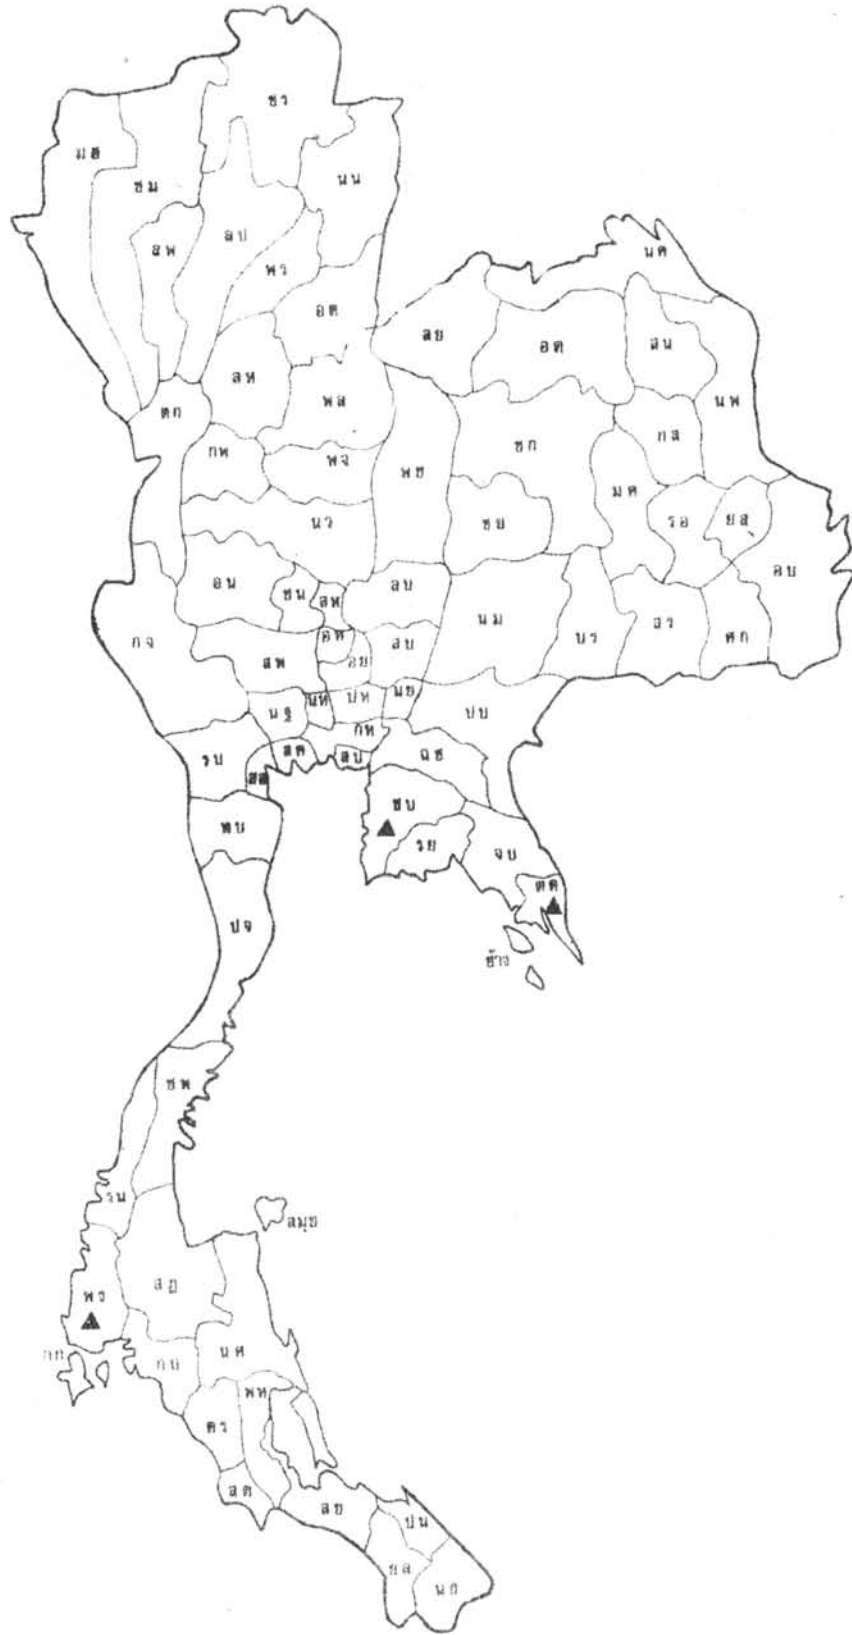 ชร
มส
ชม
นน
ลป
ลพ
พร
นค
อต
ลย
อด
สน
สท
นพ
พล
ตก
กส
กพ
พจ
ขก
พช
มค
รอ
ยส
นว
ชย
อบ
อน
ชน
สห
ลบ
กจ
นม
บร
สร
ศก
อท
สพ
อย
สบ
นฐ
นท
ปท
นย
ปบ
กท
รบ
สค
สป
ฉช
สส
พบ
ชบ
รย
จบ
ตต
ปจ
ช้าง
ชพ
รน
สมุย
สฎ
พง
กบ
นศ
พท
ตร
สต
สข
ปน
ยล
นก